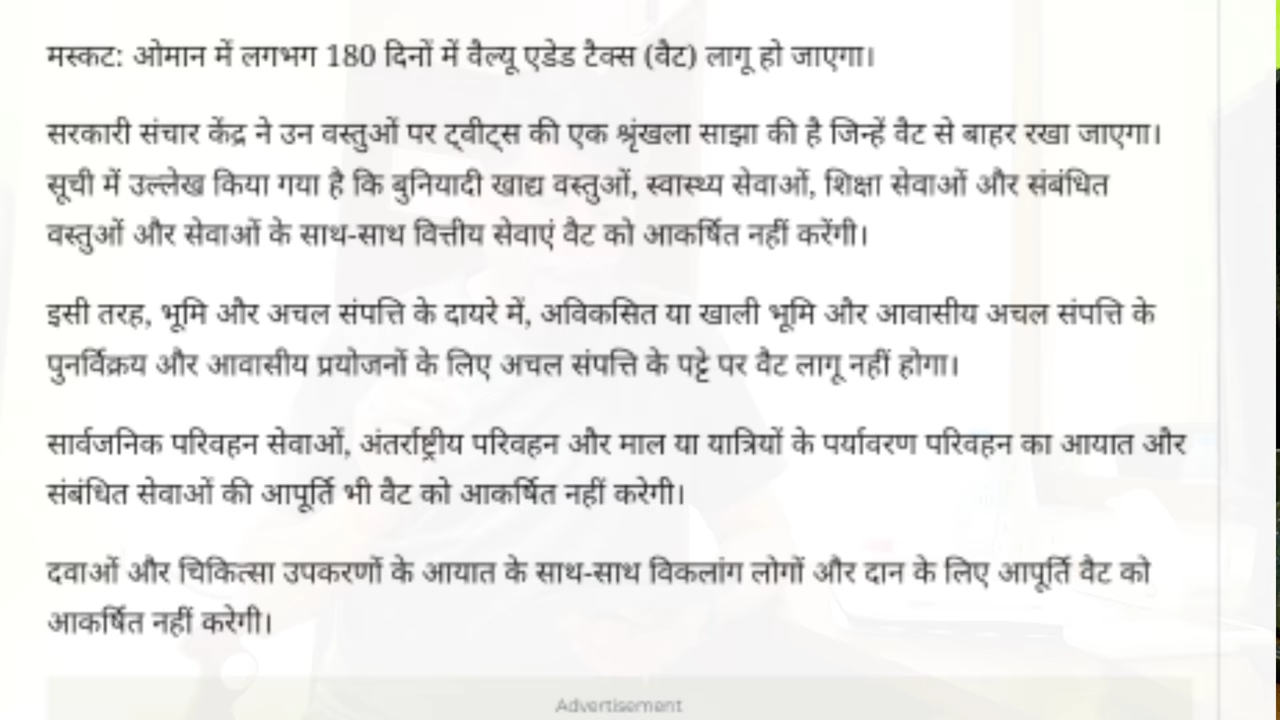 मस्कट: ओमान में लगभग 180 दिनों में वैल्यू एडेड टैक्स (वैट) लागू हो जाएगा।
सरकारी संचार केंद्र ने उन वस्तुओं पर ट्वीट्स की एक श्रृंखला साझा की है जिन्हें वैट से बाहर रखा जाएगा।
सूची में उल्लेख किया गया है कि बुनियादी खाद्य वस्तुओं, स्वास्थ्य सेवाओं, शिक्षा सेवाओं और संबंधित
वस्तुओं और सेवाओं के साथ-साथ वित्तीय सेवाएं वैट को आकर्षित नहीं करेंगी।
इसी तरह, भूमि और अचल संपत्ति के दायरे में, अविकसित या खाली भूमि और आवासीय अचल संपत्ति के
पुनर्विक्रय और आवासीय प्रयोजनों के लिए अचल संपत्ति के पट्टे पर वैट लागू नहीं होगा।
सार्वजनिक परिवहन सेवाओं, अंतर्राष्ट्रीय परिवहन और माल या यात्रियों के पर्यावरण परिवहन का आयात और
संबंधित सेवाओं की आपूर्ति भी वैट को आकर्षित नहीं करेगी।
दवाओं और चिकित्सा उपकरणों के आयात के साथ-साथ विकलांग लोगों और दान के लिए आपूर्ति वैट को
आकर्षित नहीं करेगी।
Advertisement